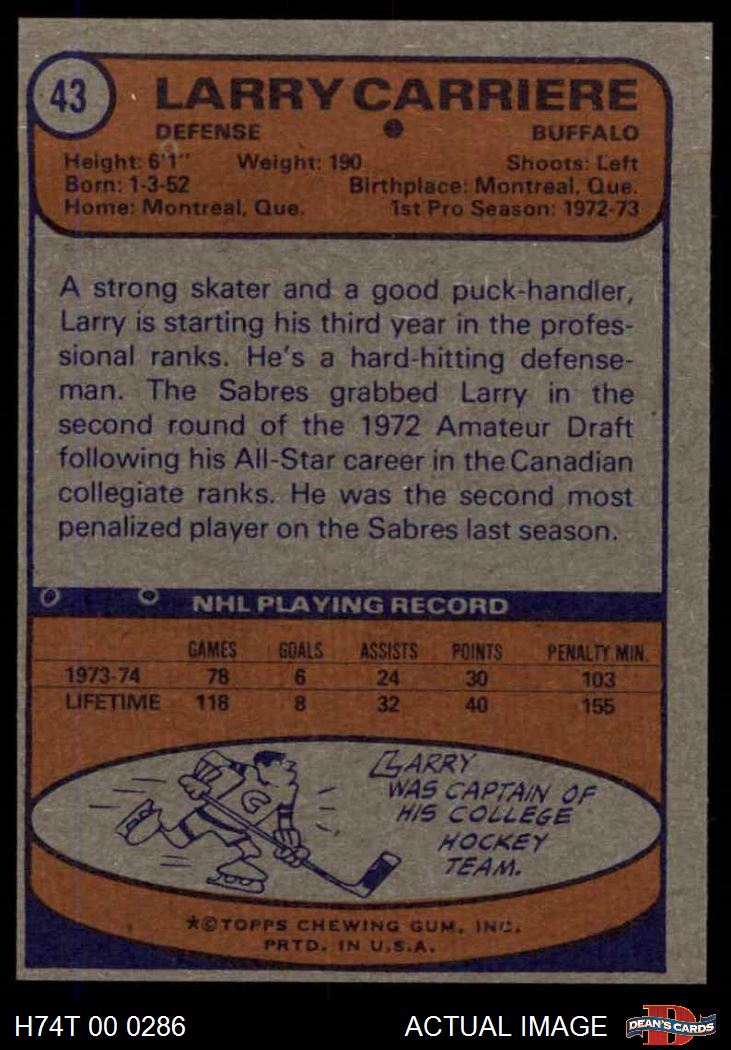 43
LARRY CARRIERE
DEFENSE BUFFALO
Height: 6'1" Weight: 190 Shoots: Left
Born: 1-3-52 Birthplace: Montreal, Que.
Home: Montreal, Que. 1st Pro Season: 1972-73
A strong skater and a good puck-handler,
Larry is starting his third year in the profes-
sional ranks. He's a hard-hitting defense-
man. The Sabres grabbed Larry in the
second round of the 1972 Amateur Draft
following his All-Star career in the Canadian
collegiate ranks. He was the second most
penalized player on the Sabres last season.
NHL PLAYING RECORD
GAMES GOALS ASSISTS POINTS PENALTY MIN.
1973-74 78 6 24 30 103
LIFETIME 118 8 32 40 155
C
LARRY
WAS CAPTAIN OF
HIS COLLEGE
HOCKEY
TEAM.
*©TOPPS CHEWING GUM, INC.
PRTD. IN U.S.A.
H74T 00 0286 ACTUAL IMAGE D DEAN'S CARDS